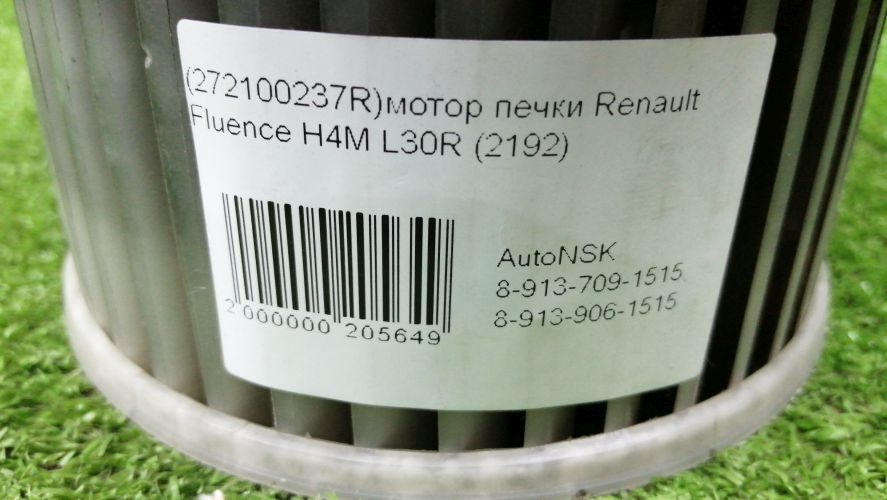 (272100237R)мотор печки Renault
Fluence H4M L30R (2192)
AutoNSK
8-913-709-1515
8-913-906-1515
2 000000 205649